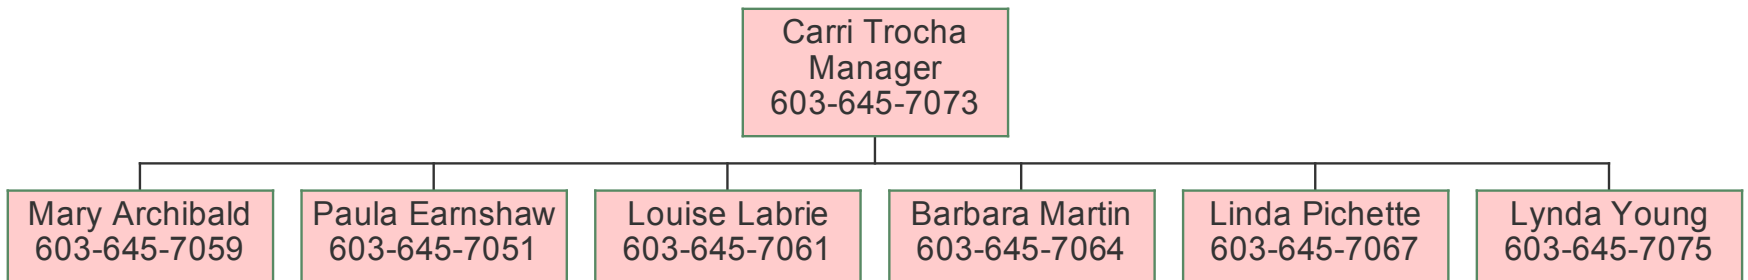 Carri Trocha
Manager
603-645-7073
Mary Archibald
603-645-7059
Paula Earnshaw
603-645-7051
Louise Labrie
603-645-7061
Barbara Martin
603-645-7064
Linda Pichette
603-645-7067
Lynda Young
603-645-7075